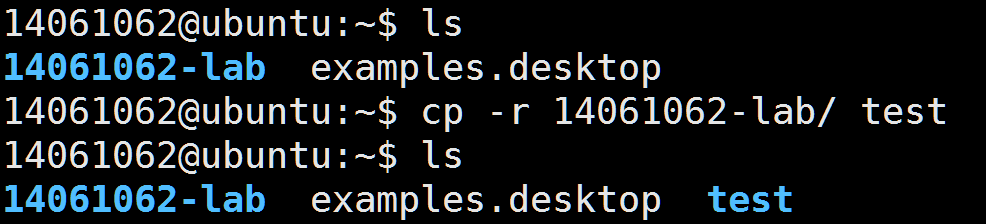 14061062@ubuntu:~$ ls
14061062-lab  examples.desktop
14061062@ubuntu:~$ cp -r 14061062-lab/ test
14061062@ubuntu:~$ ls
14061062-lab  examples.desktop  test